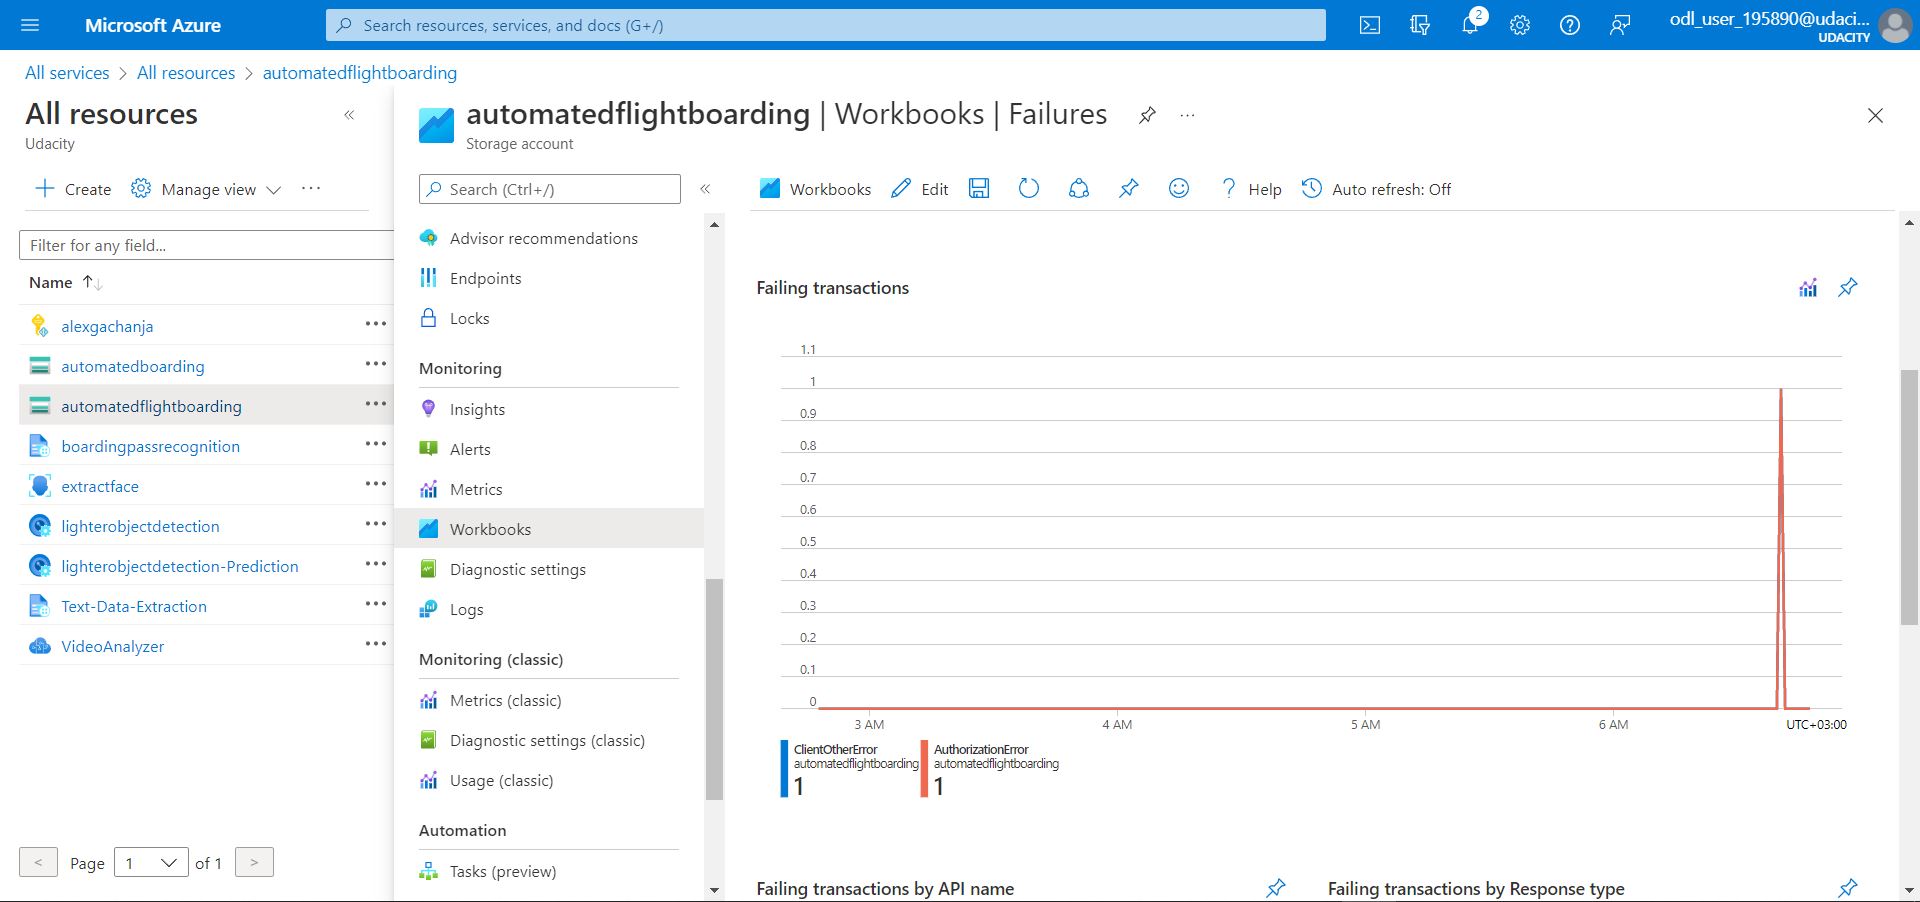 Microsoft Azure
Search resources, services, and docs (G+/)
2
odl_user_195890@udaci...
UDACITY
All services > All resources > automatedflightboarding
All resources
Udacity
Create
Manage view
Filter for any field...
Name
alexgachanja
automatedboarding
automatedflightboarding
boardingpassrecognition
extractface
lighterobjectdetection
lighterobjectdetection-Prediction
Text-Data-Extraction
VideoAnalyzer
< Page 1 of 1 >
automatedflightboarding | Workbooks | Failures
Storage account
Search (Ctrl+/)
Advisor recommendations
Endpoints
Locks
Monitoring
Insights
Alerts
Metrics
Workbooks
Diagnostic settings
Logs
Monitoring (classic)
Metrics (classic)
Diagnostic settings (classic)
Usage (classic)
Automation
Tasks (preview)
Workbooks
Edit
Help
Auto refresh: Off
Failing transactions
1.1
1
0.9
0.8
0.7
0.6
0.5
0.4
0.3
0.2
0.1
0
3 AM
4 AM
5 AM
6 AM
UTC+03:00
ClientOtherError
automatedflightboarding
1
AuthorizationError
automatedflightboarding
1
Failing transactions by API name
Failing transactions by Response type